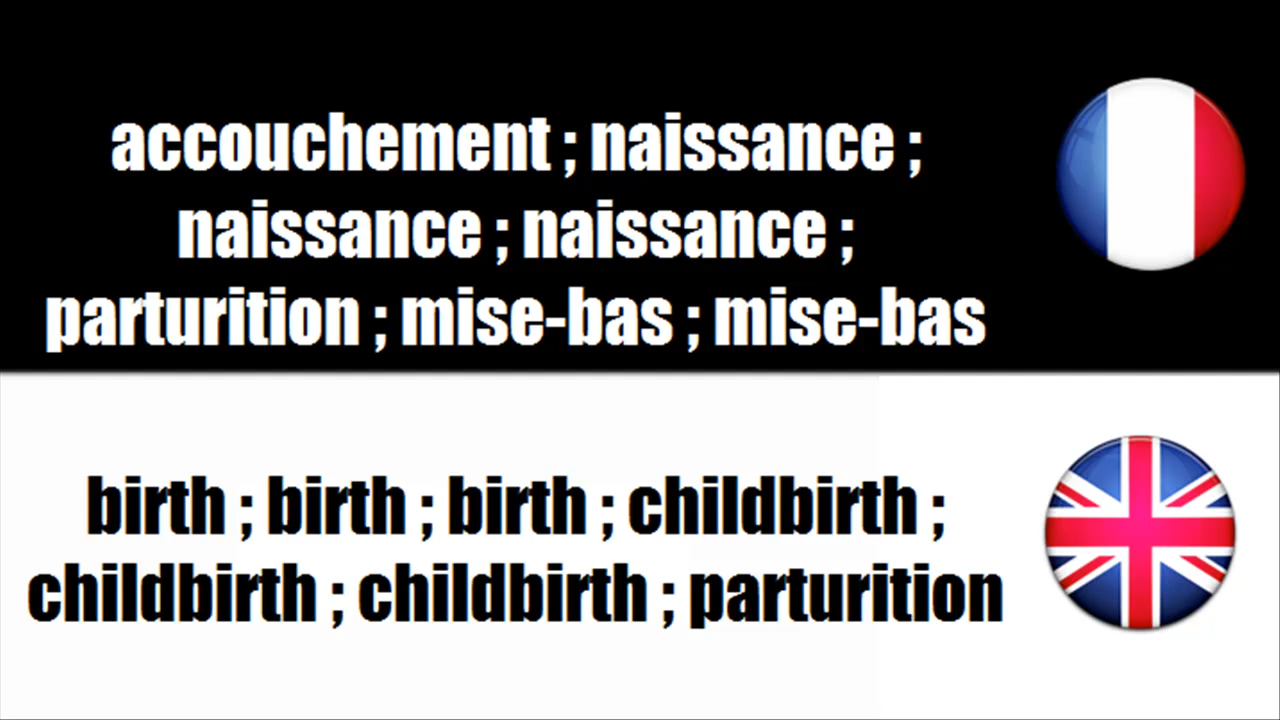 accouchement ; naissance ;
naissance ; naissance ;
parturition ; mise-bas ; mise-bas
birth ; birth ; birth ; childbirth ;
childbirth ; childbirth ; parturition